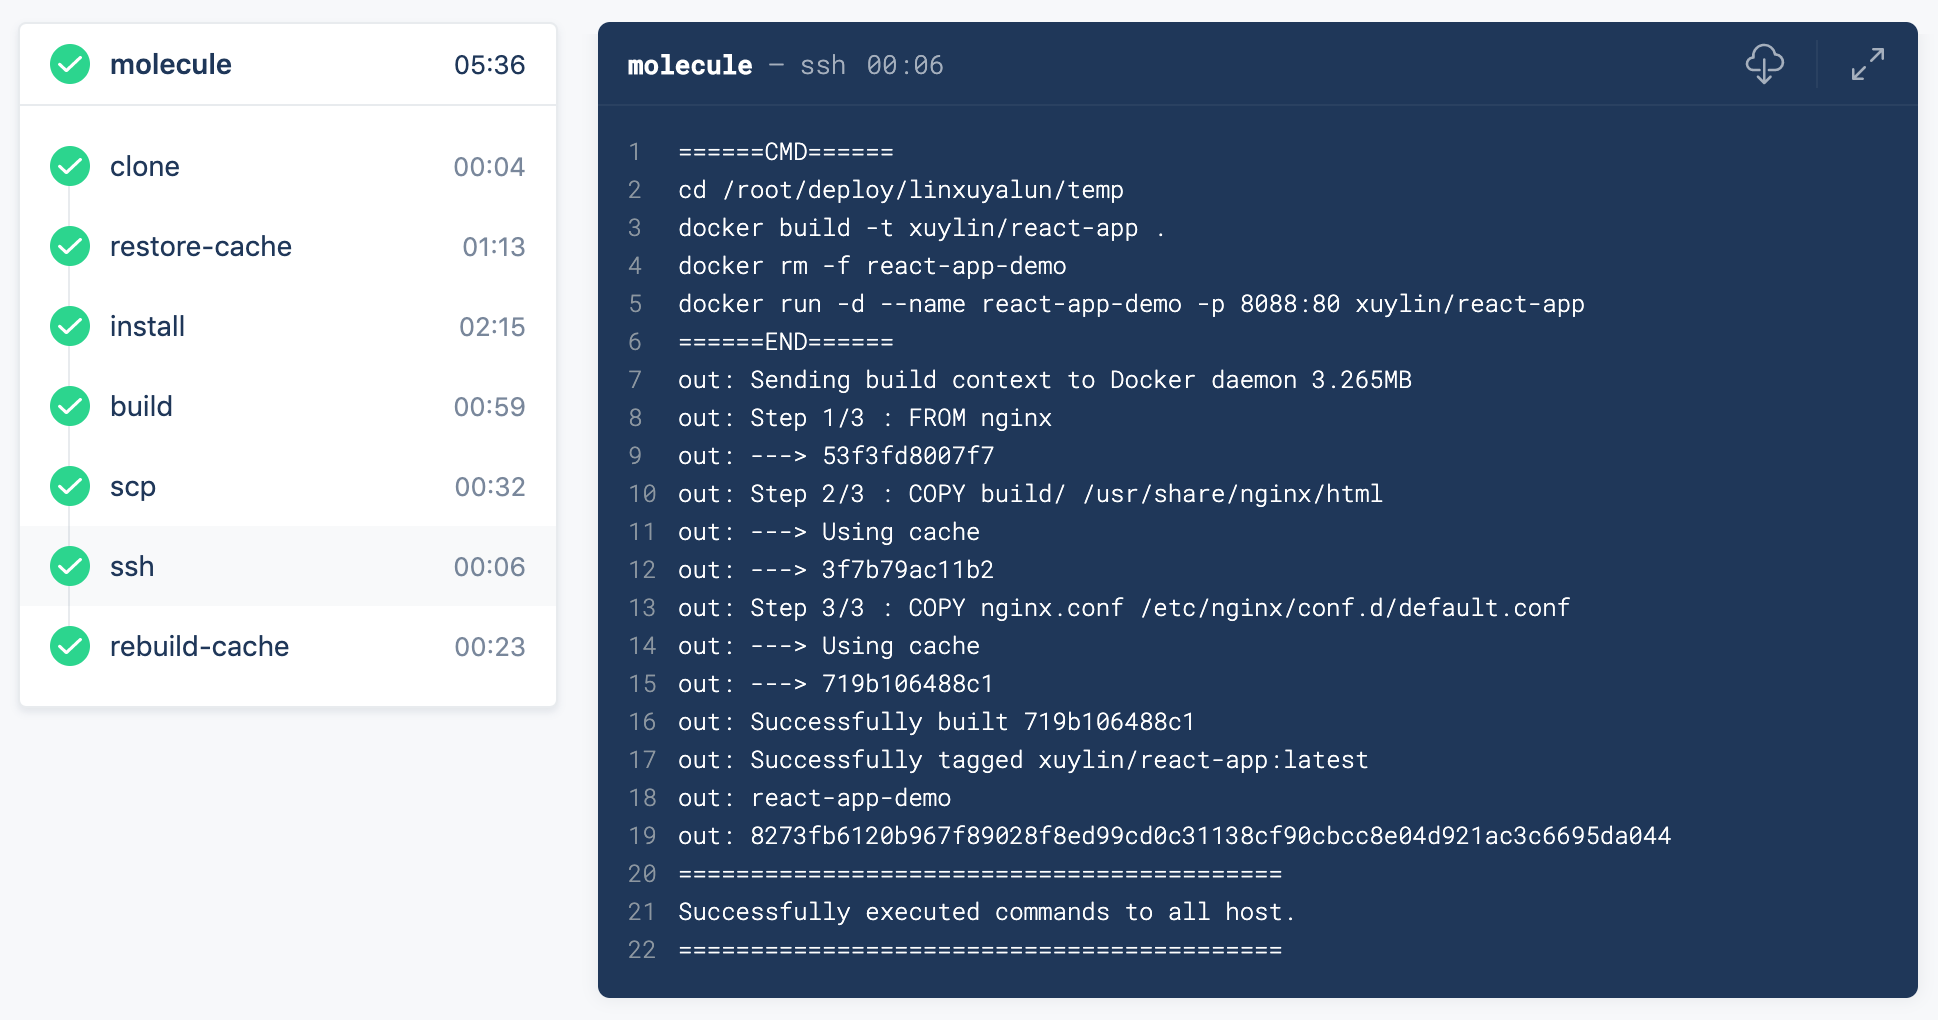 molecule 05:36
clone 00:04
restore-cache 01:13
install 02:15
build 00:59
scp 00:32
ssh 00:06
rebuild-cache 00:23
molecule — ssh 00:06
1 ======CMD======
2 cd /root/deploy/linxuyalun/temp
3 docker build -t xuylin/react-app .
4 docker rm -f react-app-demo
5 docker run -d --name react-app-demo -p 8088:80 xuylin/react-app
6 ======END======
7 out: Sending build context to Docker daemon 3.265MB
8 out: Step 1/3 : FROM nginx
9 out: ---> 53f3fd8007f7
10 out: Step 2/3 : COPY build/ /usr/share/nginx/html
11 out: ---> Using cache
12 out: ---> 3f7b79ac11b2
13 out: Step 3/3 : COPY nginx.conf /etc/nginx/conf.d/default.conf
14 out: ---> Using cache
15 out: ---> 719b106488c1
16 out: Successfully built 719b106488c1
17 out: Successfully tagged xuylin/react-app:latest
18 out: react-app-demo
19 out: 8273fb6120b967f89028f8ed99cd0c31138cf90cbcc8e04d921ac3c6695da044
20 ==========================================
21 Successfully executed commands to all host.
22 ==========================================